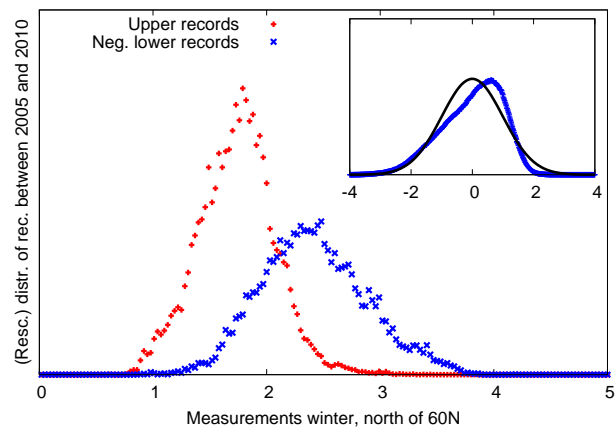 (Resc.) distr. of rec. between 2005 and 2010
Upper records
Neg. lower records
-4 -2 0 2 4
0 1 2 3 4 5
Measurements winter, north of 60N